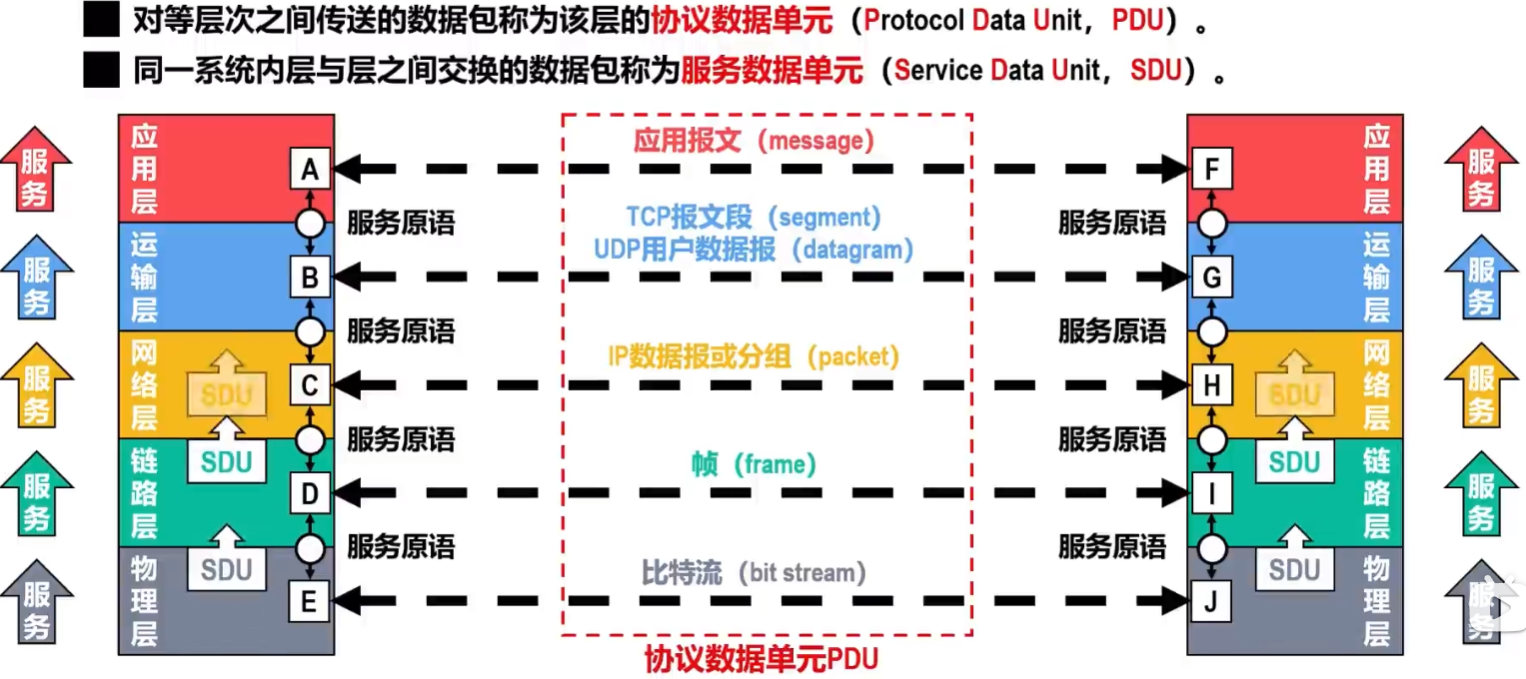 对等层次之间传送的数据包称为该层的协议数据单元（Protocol Data Unit，PDU）。
同一系统内层与层之间交换的数据包称为服务数据单元（Service Data Unit，SDU）。
服务
应用层
A
应用报文（message）
F
应用层
服务
服务原语
服务原语
服务
运输层
B
TCP报文段（segment）
UDP用户数据报（datagram）
G
运输层
服务
服务原语
服务原语
服务
网络层
SDU
C
IP数据报或分组（packet）
H
SDU
网络层
服务
服务原语
服务原语
服务
链路层
SDU
D
帧（frame）
I
SDU
链路层
服务
服务原语
服务原语
服务
物理层
SDU
E
比特流（bit stream）
J
SDU
物理层
服务
协议数据单元PDU